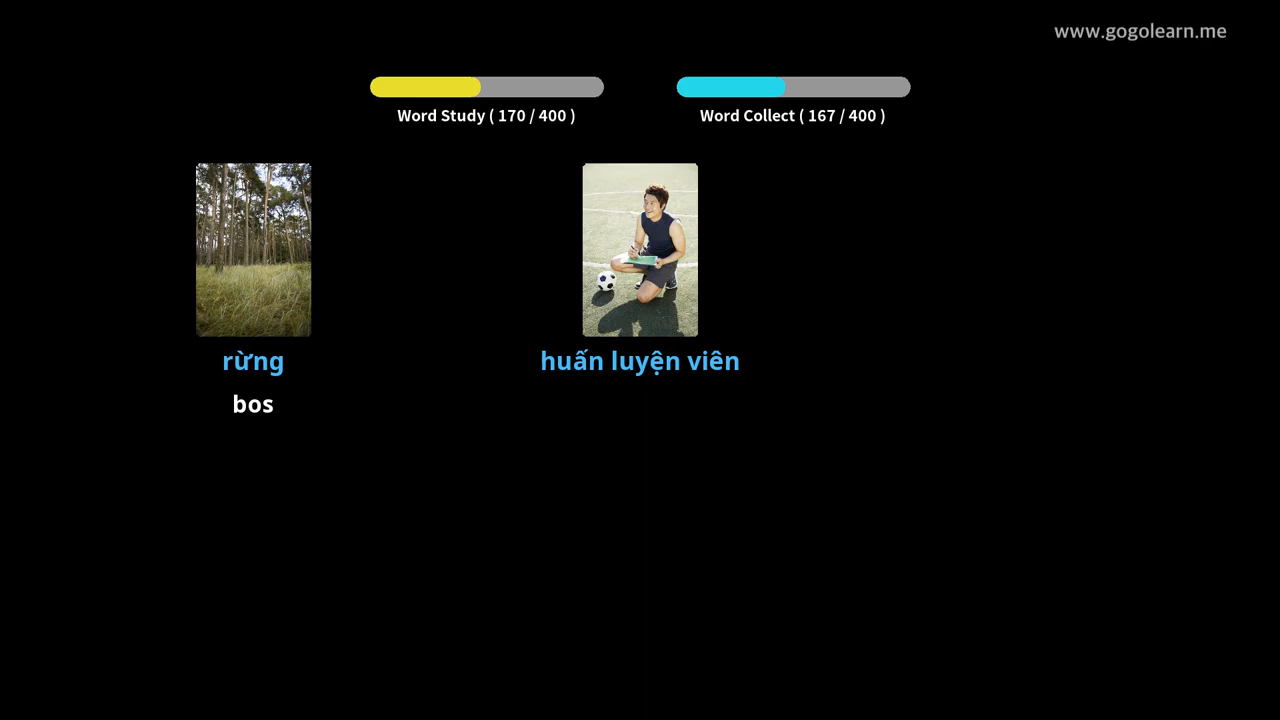 www.gogolearn.me
Word Study ( 170 / 400 )
Word Collect ( 167 / 400 )
rừng
huấn luyện viên
bos